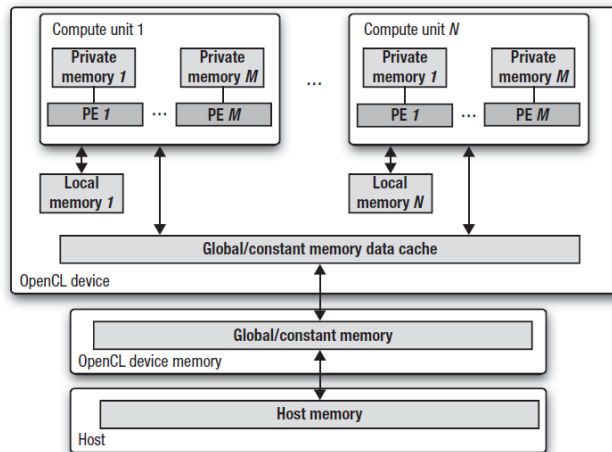 Compute unit 1
Private
memory 1
Private
memory M
PE 1
...
PE M
Local
memory 1
...
Compute unit N
Private
memory 1
Private
memory M
PE 1
...
PE M
Local
memory N
Global/constant memory data cache
OpenCL device
Global/constant memory
OpenCL device memory
Host memory
Host